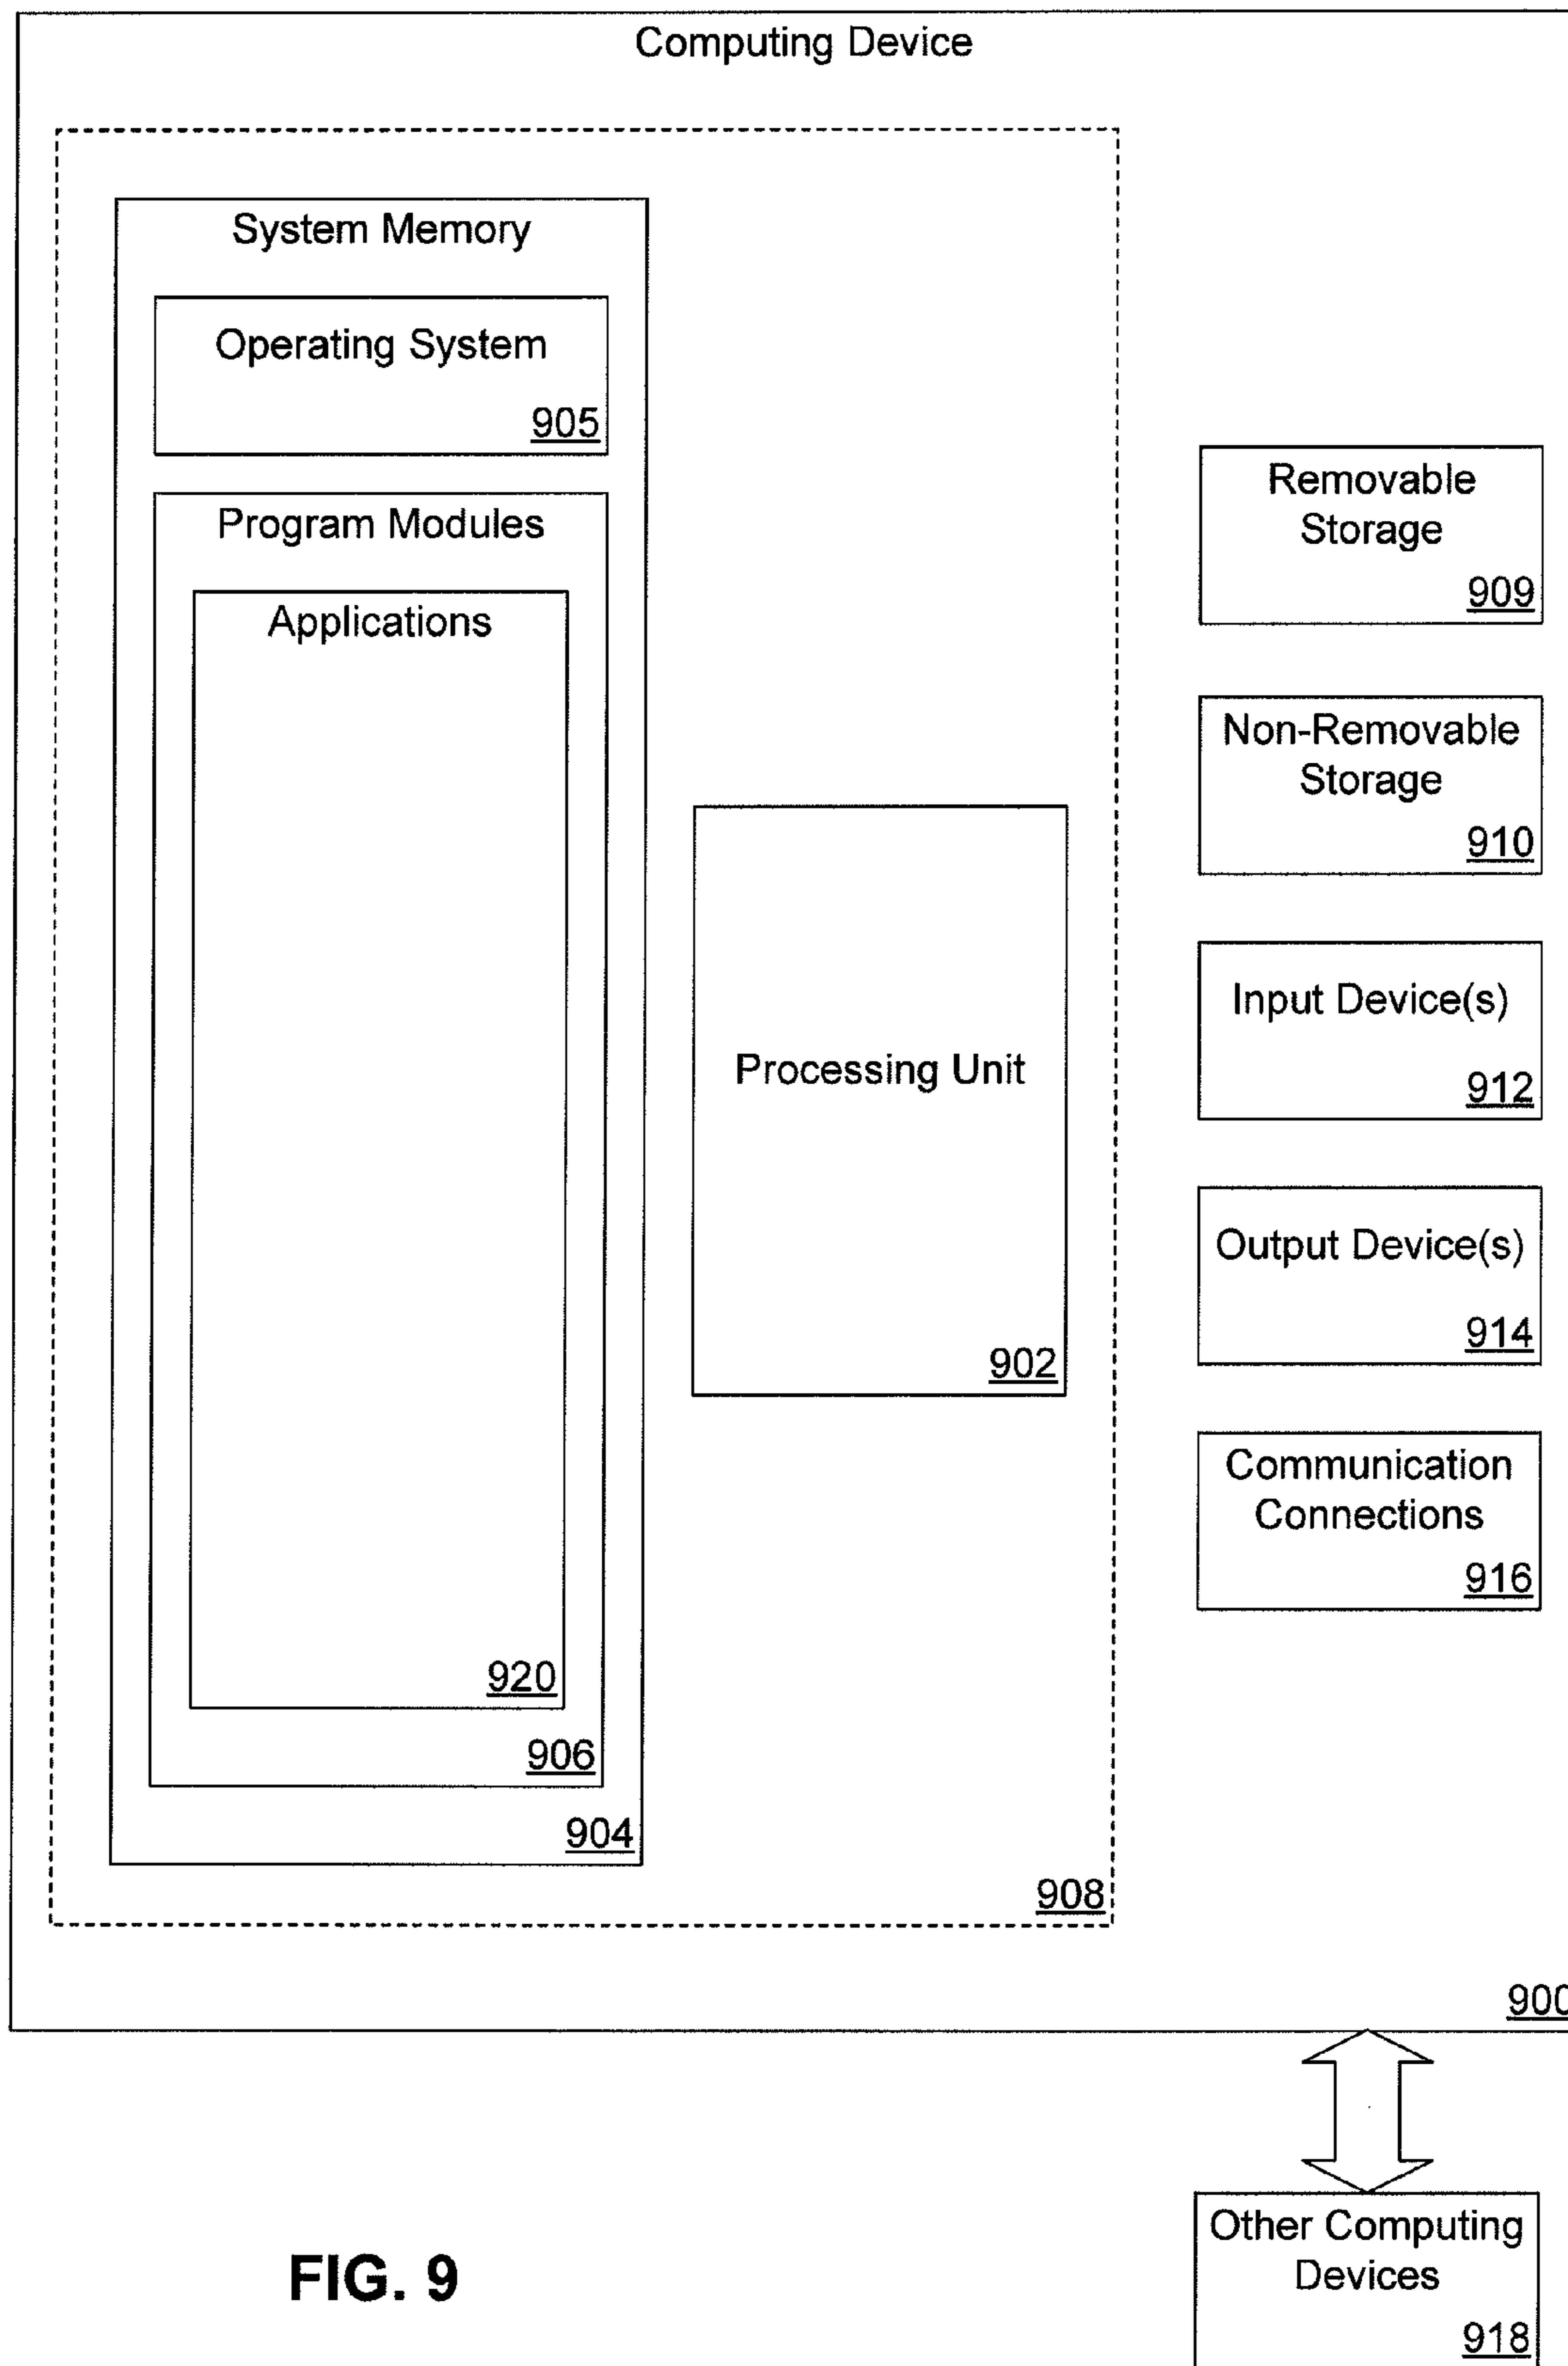 Computing Device
System Memory
Operating System
905
Program Modules
Applications
920
906
904
Processing Unit
902
908
Removable
Storage
909
Non-Removable
Storage
910
Input Device(s)
912
Output Device(s)
914
Communication
Connections
916
900
Other Computing
Devices
918
FIG. 9